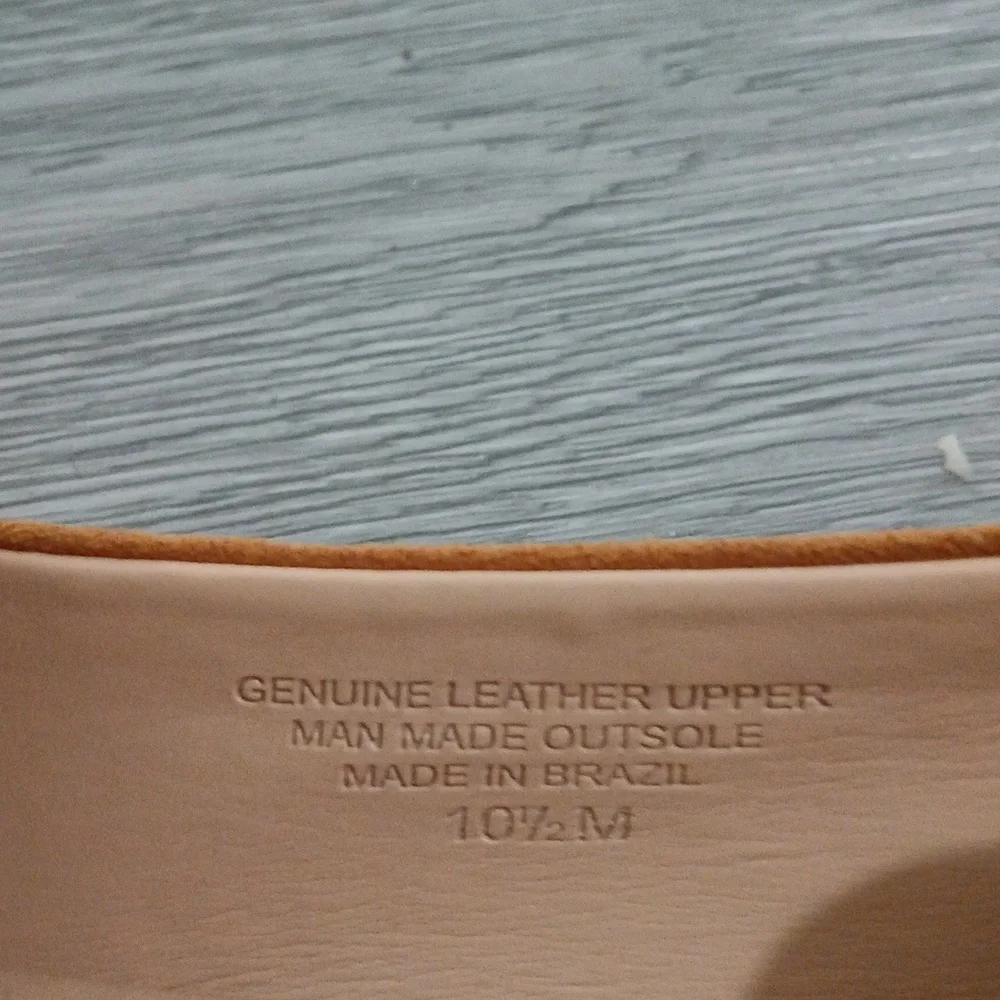 GENUINE LEATHER UPPER
MAN MADE OUTSOLE
MADE IN BRAZIL
10½ M